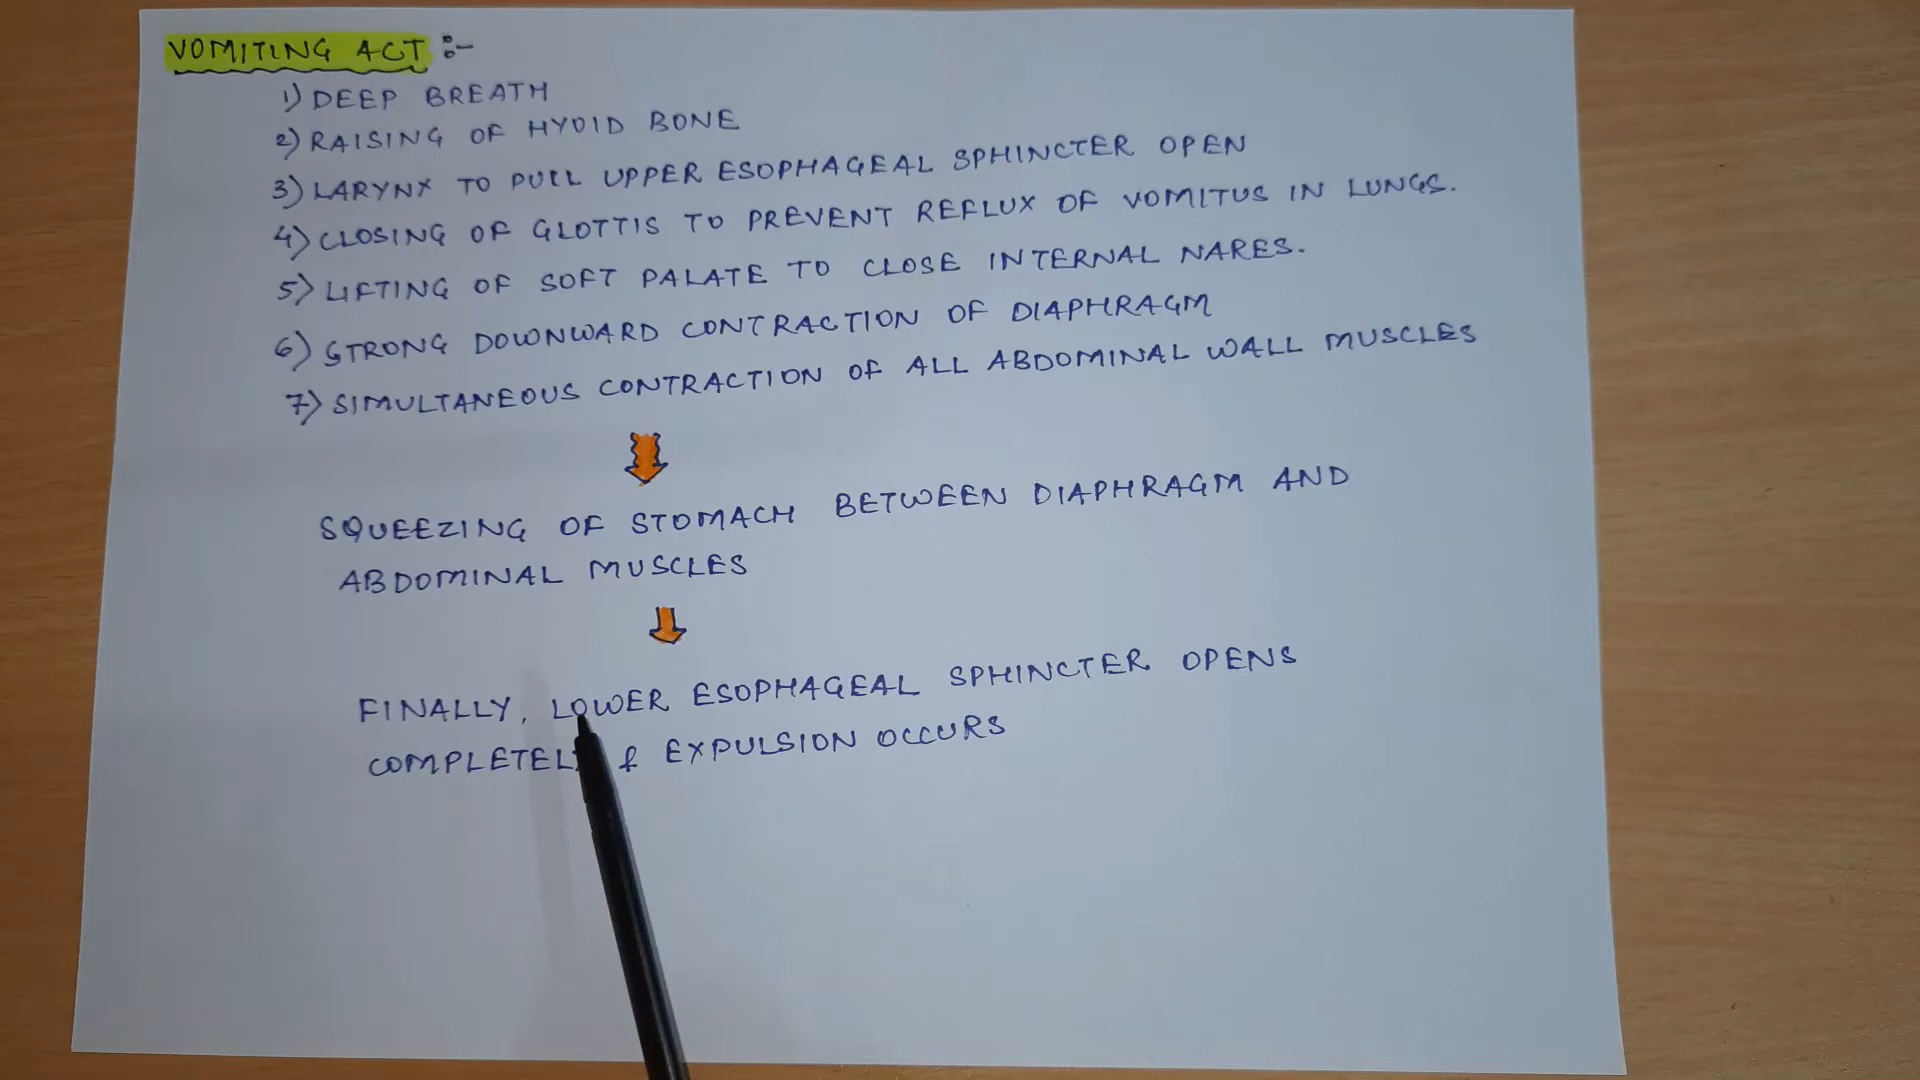 VOMITING ACT :-
1) DEEP BREATH
2) RAISING OF HYOID BONE
3) LARYNX TO PULL UPPER ESOPHAGEAL SPHINCTER OPEN
4) CLOSING OF GLOTTIS TO PREVENT REFLUX OF VOMITUS IN LUNGS.
5) LIFTING OF SOFT PALATE TO CLOSE INTERNAL NARES.
6) STRONG DOWNWARD CONTRACTION OF DIAPHRAGM
7) SIMULTANEOUS CONTRACTION OF ALL ABDOMINAL WALL MUSCLES
SQUEEZING OF STOMACH BETWEEN DIAPHRAGM AND
ABDOMINAL MUSCLES
FINALLY, LOWER ESOPHAGEAL SPHINCTER OPENS
COMPLETELY & EXPULSION OCCURS